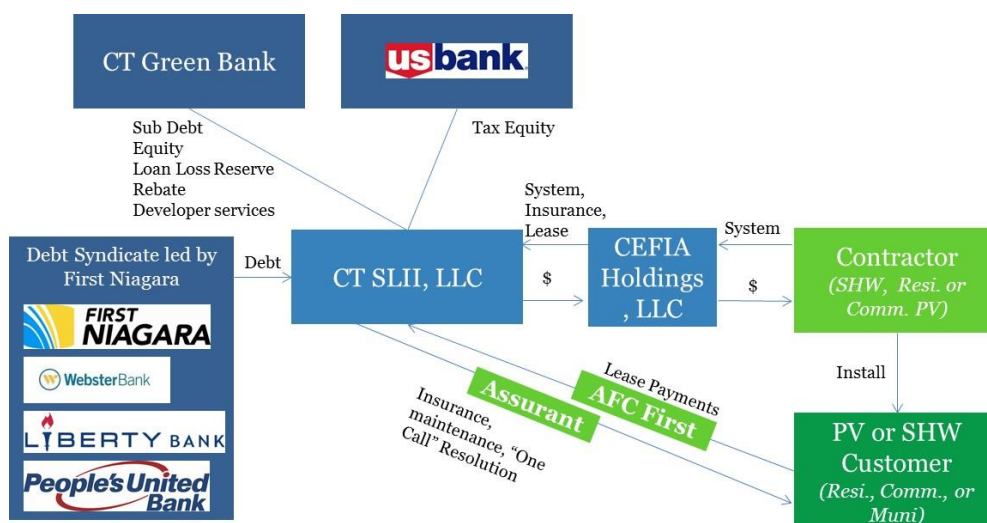 CT Green Bank
usbank
Sub Debt
Equity
Loan Loss Reserve
Rebate
Developer services
Tax Equity
Debt Syndicate led by
First Niagara
FIRST
NIAGARA
WebsterBank
LIBERTY BANK
People's United
Bank
Debt
CT SLII, LLC
System,
Insurance,
Lease
$
CEFIA
Holdings
, LLC
System
$
Contractor
(SHW, Resi. or
Comm. PV)
Install
Lease Payments
AFC First
Assurant
Insurance,
maintenance, “One
Call” Resolution
PV or SHW
Customer
(Resi., Comm., or
Muni)